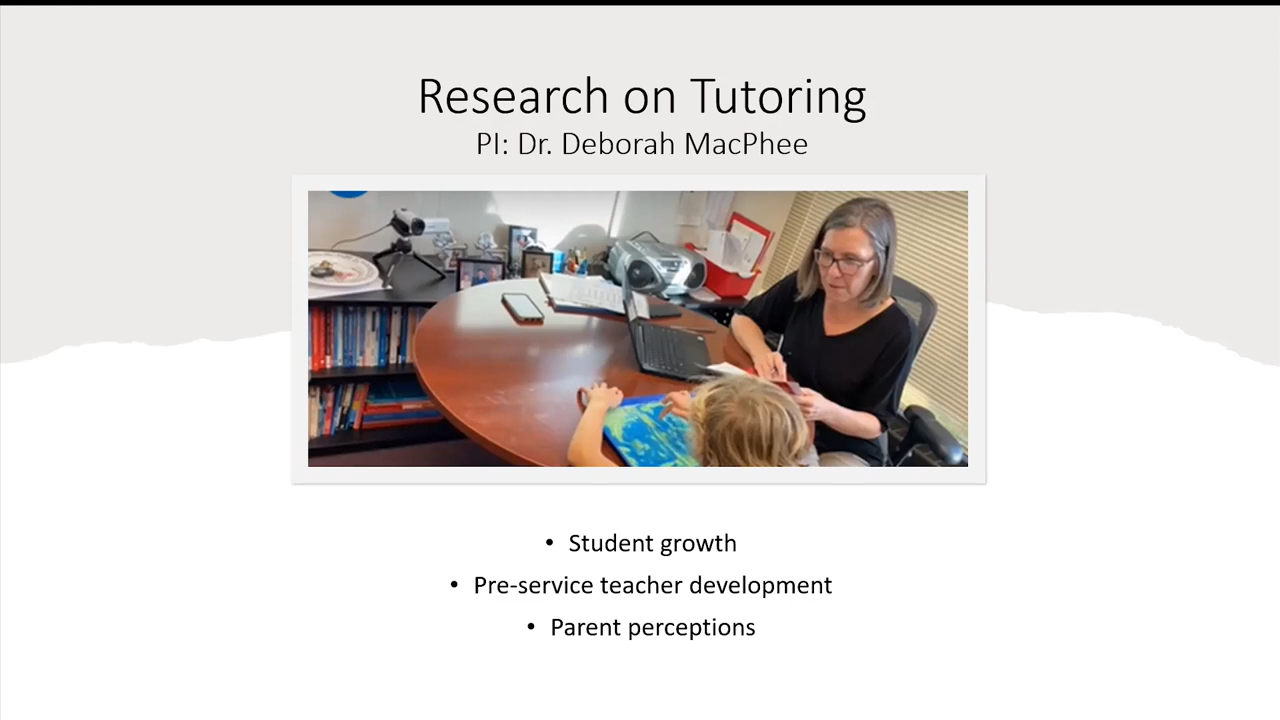 Research on Tutoring
PI: Dr. Deborah MacPhee
• Student growth
• Pre-service teacher development
• Parent perceptions